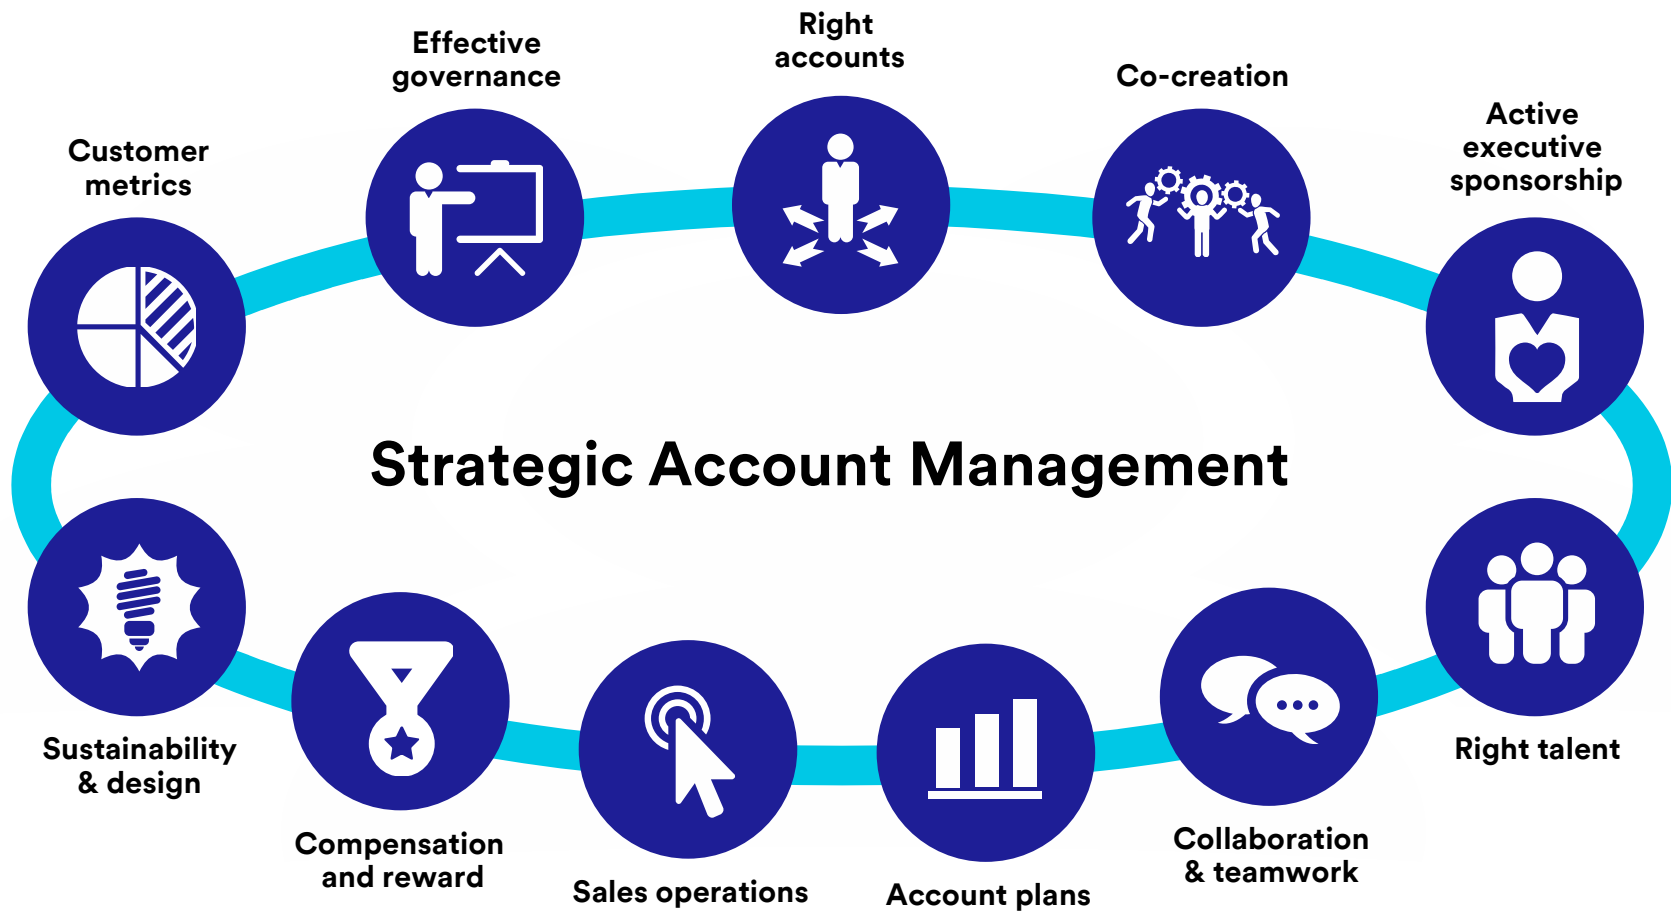 Right
accounts
Effective
governance
Co-creation
Active
executive
sponsorship
Customer
metrics
Strategic Account Management
Sustainability
& design
Right talent
Compensation
and reward
Collaboration
& teamwork
Sales operations
Account plans